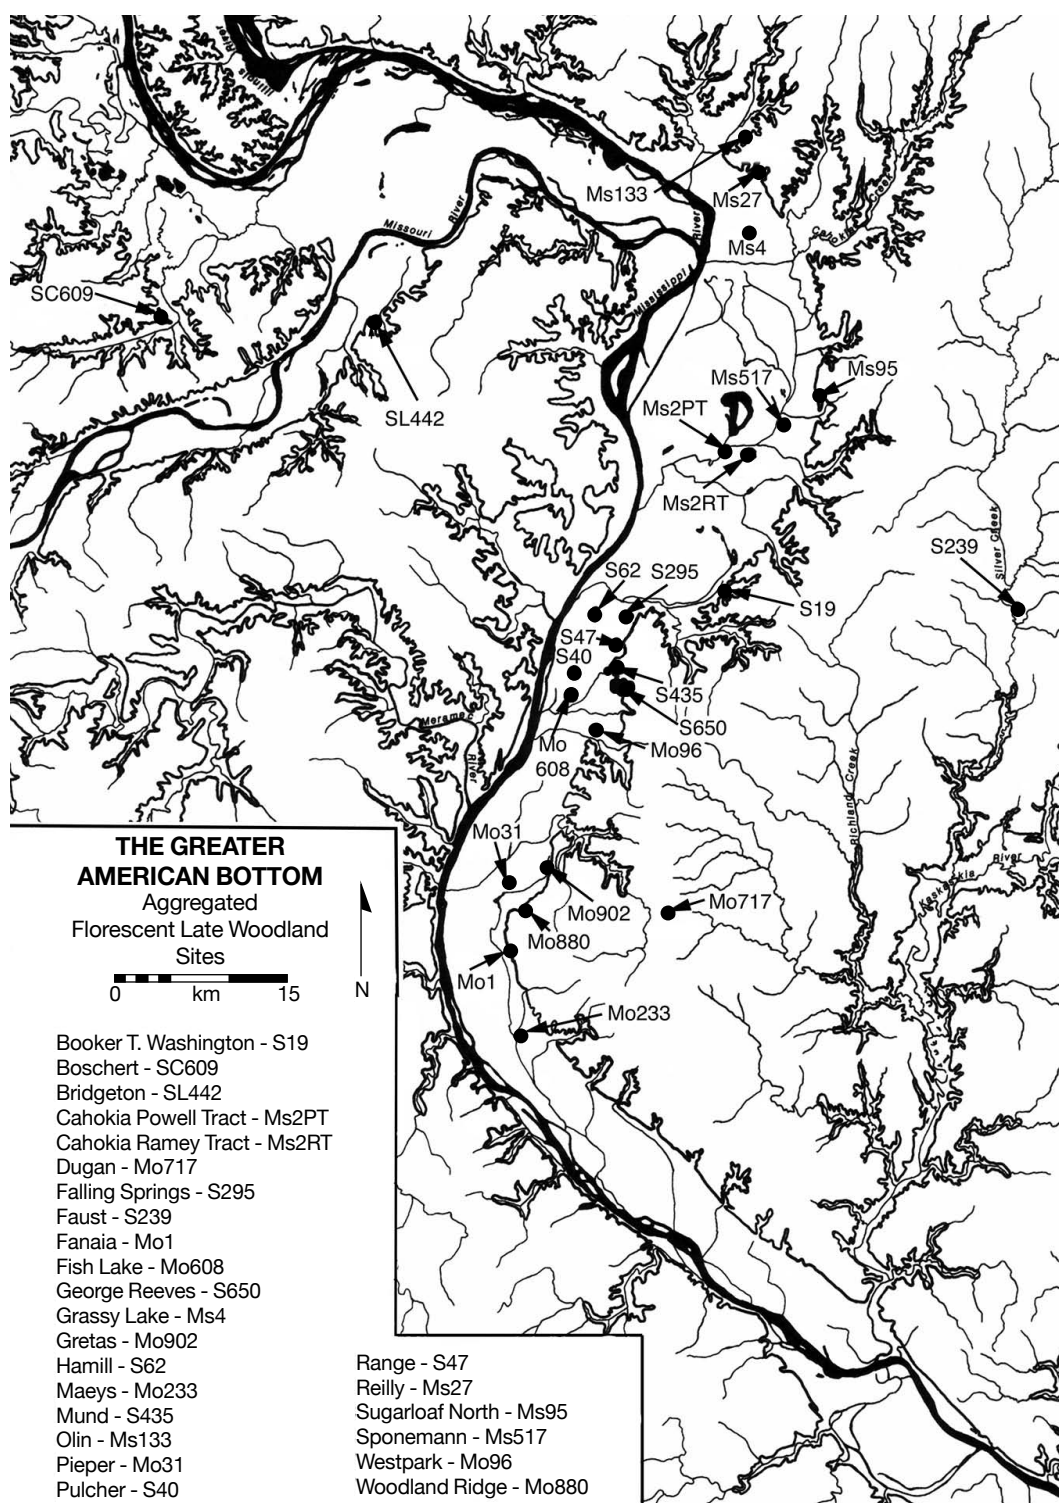 Illinois
River
Ms133
Ms27
Cahokia Creek
Ms4
Missouri
River
River
Mississippi
SC609
SL442
Ms517
Ms95
Ms2PT
Ms2RT
Silver Creek
S239
S62
S295
S19
S47
S40
S435
S650
Meramec
River
Mo
608
Mo96
Richland Creek
Kaskaskia
River
Mo31
Mo902
Mo717
Mo880
Mo1
Mo233
THE GREATER
AMERICAN BOTTOM
Aggregated
Florescent Late Woodland
Sites
0 km 15
N
Booker T. Washington - S19
Boschert - SC609
Bridgeton - SL442
Cahokia Powell Tract - Ms2PT
Cahokia Ramey Tract - Ms2RT
Dugan - Mo717
Falling Springs - S295
Faust - S239
Fanaia - Mo1
Fish Lake - Mo608
George Reeves - S650
Grassy Lake - Ms4
Gretas - Mo902
Hamill - S62
Maeys - Mo233
Mund - S435
Olin - Ms133
Pieper - Mo31
Pulcher - S40
Range - S47
Reilly - Ms27
Sugarloaf North - Ms95
Sponemann - Ms517
Westpark - Mo96
Woodland Ridge - Mo880